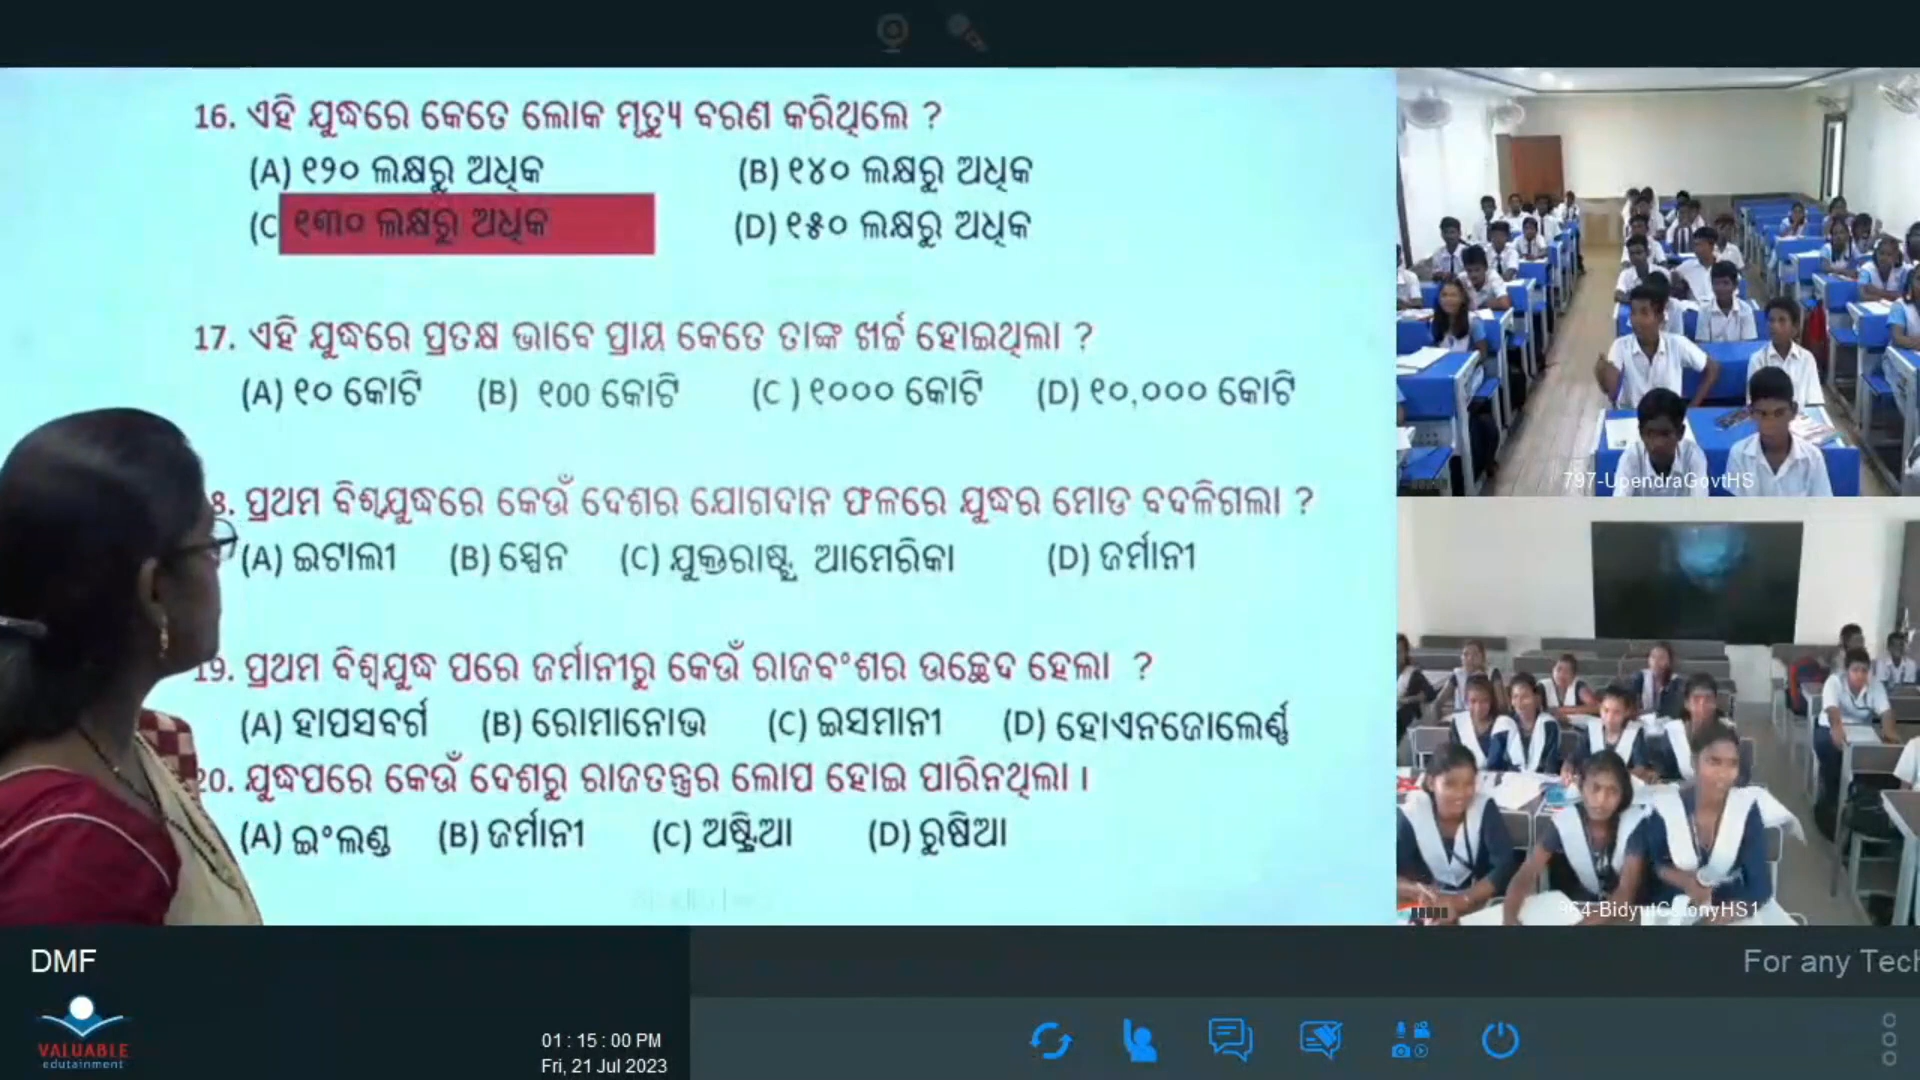 16. ଏହି ଯୁଦ୍ଧରେ କେତେ ଲୋକ ମୃତ୍ୟୁ ବରଣ କରିଥିଲେ ?
(A) ୧୨୦ ଲକ୍ଷରୁ ଅଧିକ (B) ୧୪୦ ଲକ୍ଷରୁ ଅଧିକ
(C ୧୩୦ ଲକ୍ଷରୁ ଅଧିକ (D) ୧୫୦ ଲକ୍ଷରୁ ଅଧିକ
17. ଏହି ଯୁଦ୍ଧରେ ପ୍ରତକ୍ଷ ଭାବେ ପ୍ରାୟ କେତେ ଟାଙ୍କ ଖର୍ଚ୍ଚ ହୋଇଥିଲା ?
(A) ୧୦ କୋଟି (B) ୧00 କୋଟି (C ) ୧୦୦୦ କୋଟି (D) ୧୦,୦୦୦ କୋଟି
8. ପ୍ରଥମ ବିଶ୍ୱଯୁଦ୍ଧରେ କେଉଁ ଦେଶର ଯୋଗଦାନ ଫଳରେ ଯୁଦ୍ଧର ମୋଡ ବଦଳିଗଲା ?
(A) ଇଟାଲୀ (B) ସ୍ପେନ (C) ଯୁକ୍ତରାଷ୍ଟ୍ର ଆମେରିକା (D) ଜର୍ମାନୀ
19. ପ୍ରଥମ ବିଶ୍ୱଯୁଦ୍ଧ ପରେ ଜର୍ମାନୀରୁ କେଉଁ ରାଜବଂଶର ଉଚ୍ଛେଦ ହେଲା ?
(A) ହାପସବର୍ଗ (B) ରୋମାନୋଭ (C) ଇସମାନୀ (D) ହୋଏନଜୋଲେର୍ଣ୍ଣ
20. ଯୁଦ୍ଧପରେ କେଉଁ ଦେଶରୁ ରାଜତନ୍ତ୍ରର ଲୋପ ହୋଇ ପାରିନଥିଲା ।
(A) ଇଂଲଣ୍ଡ (B) ଜର୍ମାନୀ (C) ଅଷ୍ଟ୍ରିଆ (D) ରୁଷିଆ
797-UpendraGovtHS
54-BidyutColonyHS1
DMF
For any Tech
VALUABLE
edutainment
01 : 15 : 00 PM
Fri, 21 Jul 2023